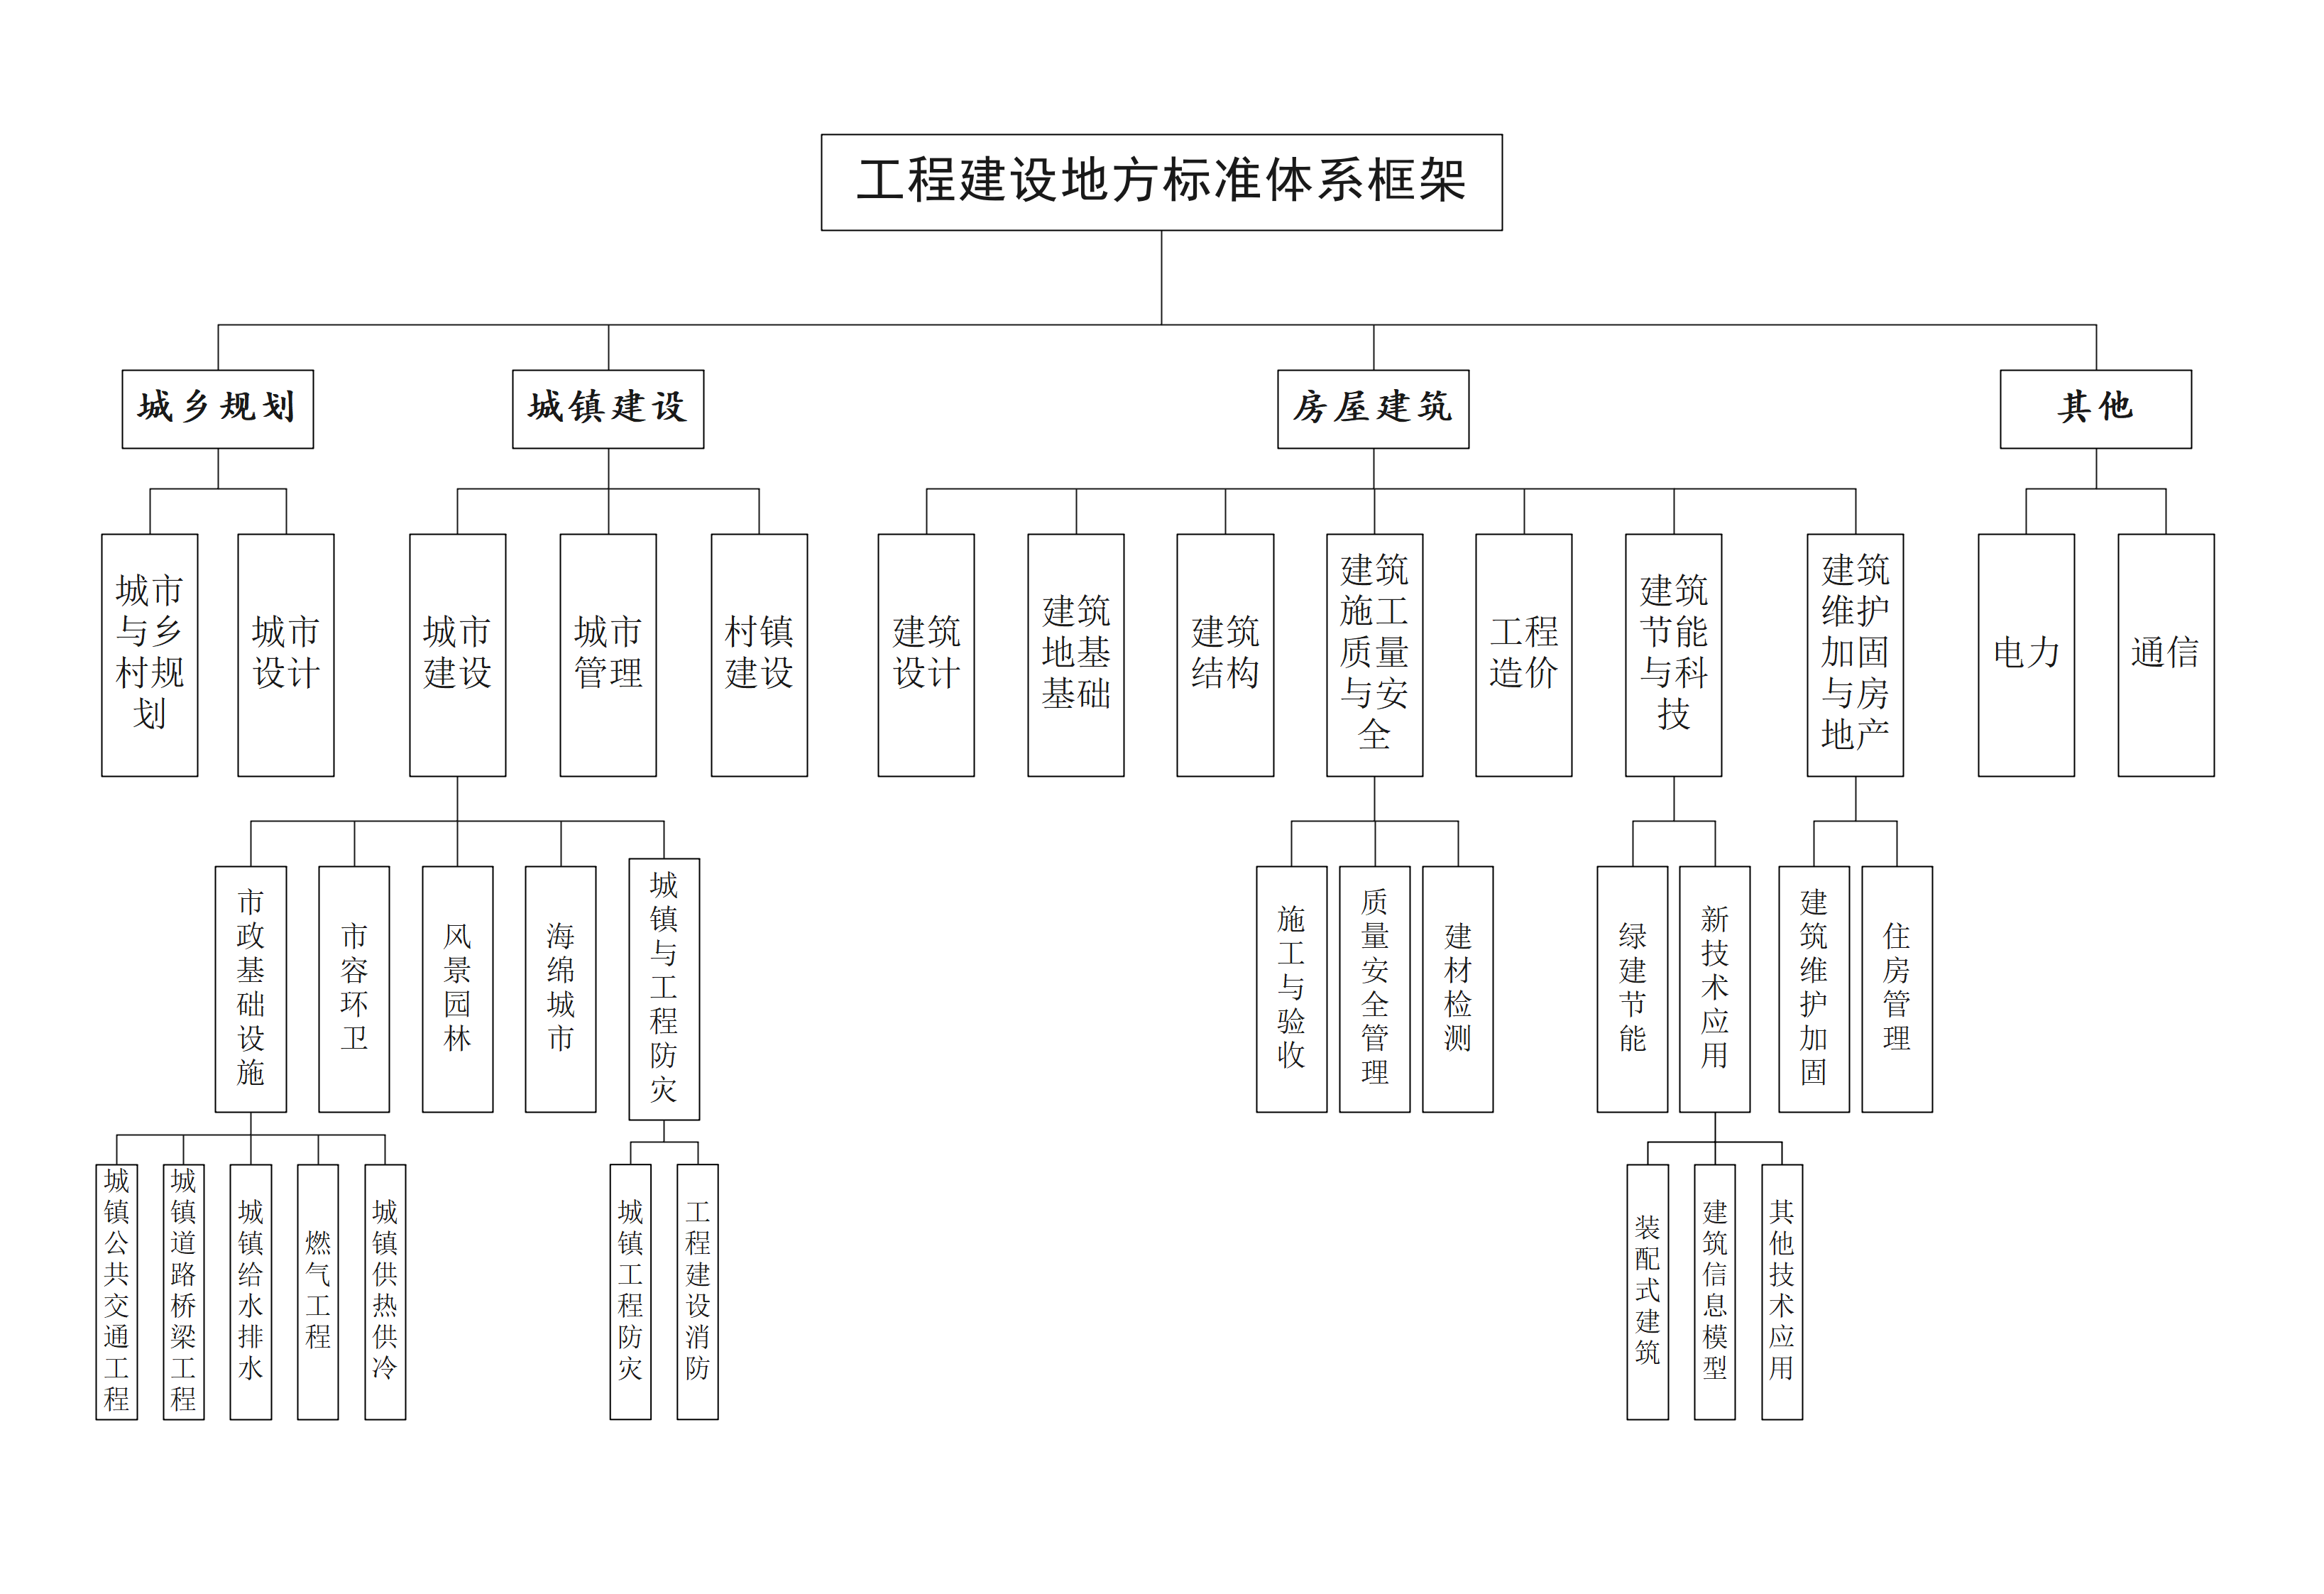 工程建设地方标准体系框架
城乡规划
城镇建设
房屋建筑
其他
城市
与乡
村规
划
城市
设计
城市
建设
城市
管理
村镇
建设
建筑
设计
建筑
地基
基础
建筑
结构
建筑
施工
质量
与安
全
工程
造价
建筑
节能
与科
技
建筑
维护
加固
与房
地产
电力
通信
市政基础设施
市容环卫
风景园林
海绵城市
城镇与工程防灾
施工与验收
质量安全管理
建材检测
绿建节能
新技术应用
建筑维护加固
住房管理
城镇公共交通工程
城镇道路桥梁工程
城镇给水排水
燃气工程
城镇供热供冷
城镇工程防灾
工程建设消防
装配式建筑
建筑信息模型
其他技术应用